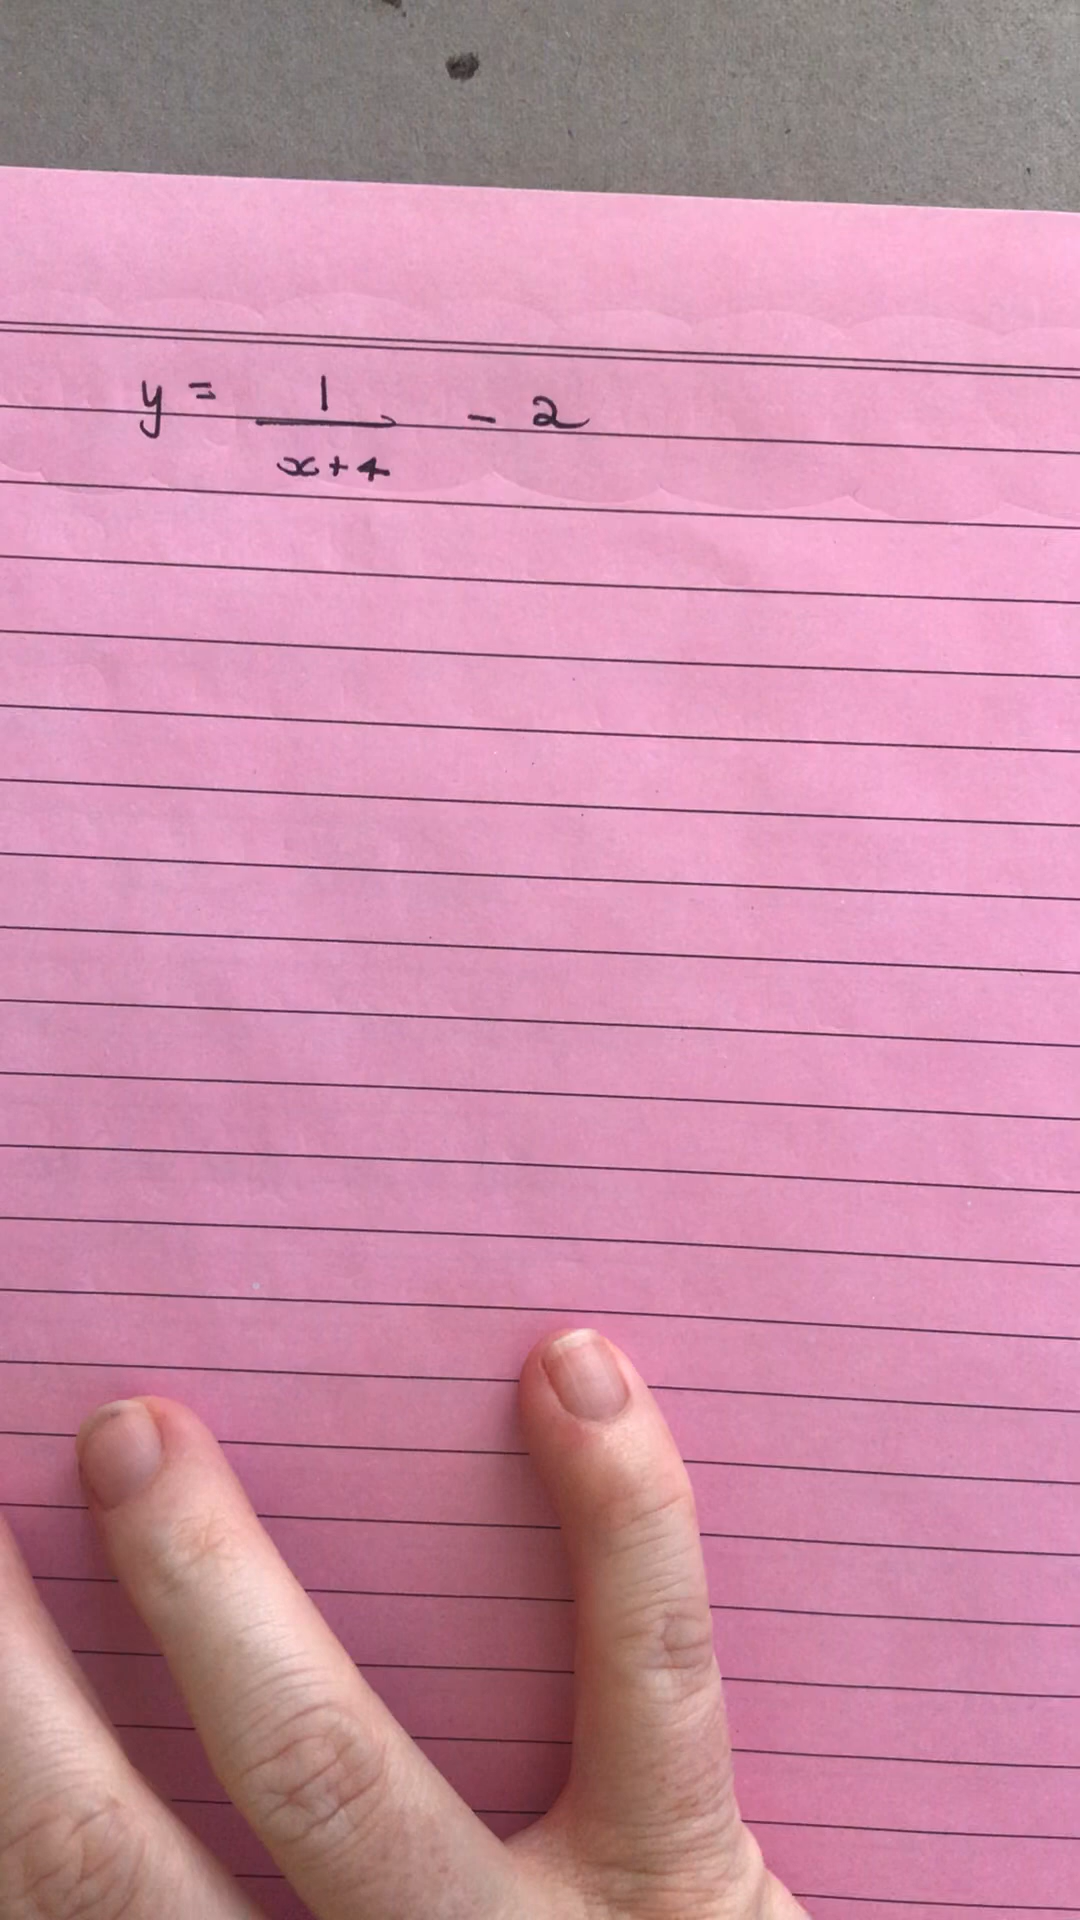 y = 1/(x+4) - 2